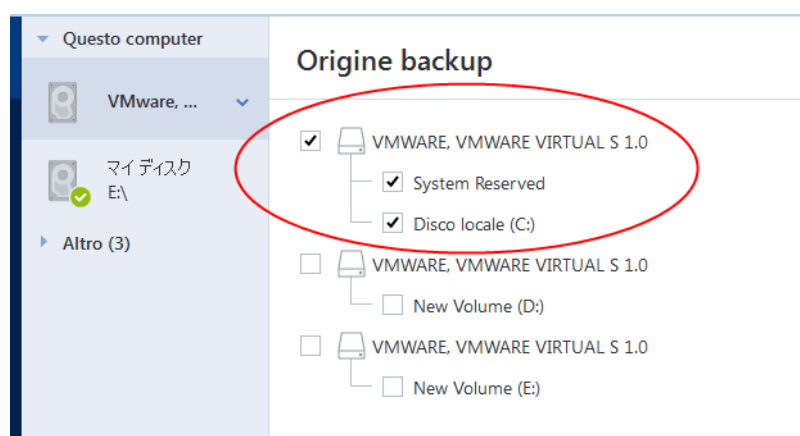 Questo computer
VMware, ...
マイ ディスク
E:\
Altro (3)
Origine backup
VMWARE, VMWARE VIRTUAL S 1.0
System Reserved
Disco locale (C:)
VMWARE, VMWARE VIRTUAL S 1.0
New Volume (D:)
VMWARE, VMWARE VIRTUAL S 1.0
New Volume (E:)